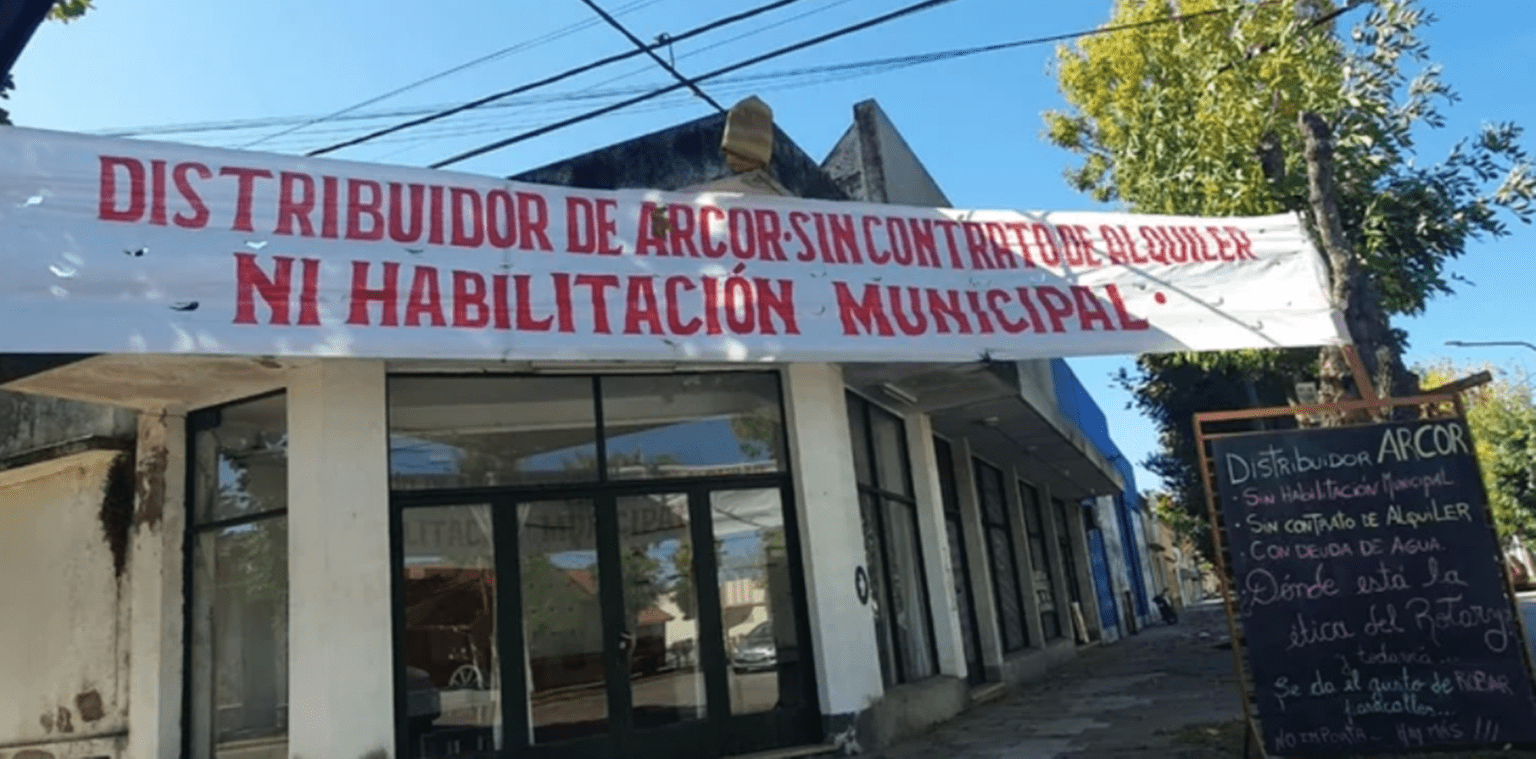 DISTRIBUIDOR DE ARCOR·SIN CONTRATO DE ALQUILER
NI HABILITACIÓN MUNICIPAL·
DISTRIBUIDOR ARCOR
· SIN HABILITACIÓN MUNICIPAL
· SIN CONTRATO DE ALQUILER
· CON DEUDA DE AGUA.
Dónde está la
ética del Rotary
y todavía...
Se da el gusto de ROBAR
pasacalles...
NO IMPORTA.. HAY MÁS !!!